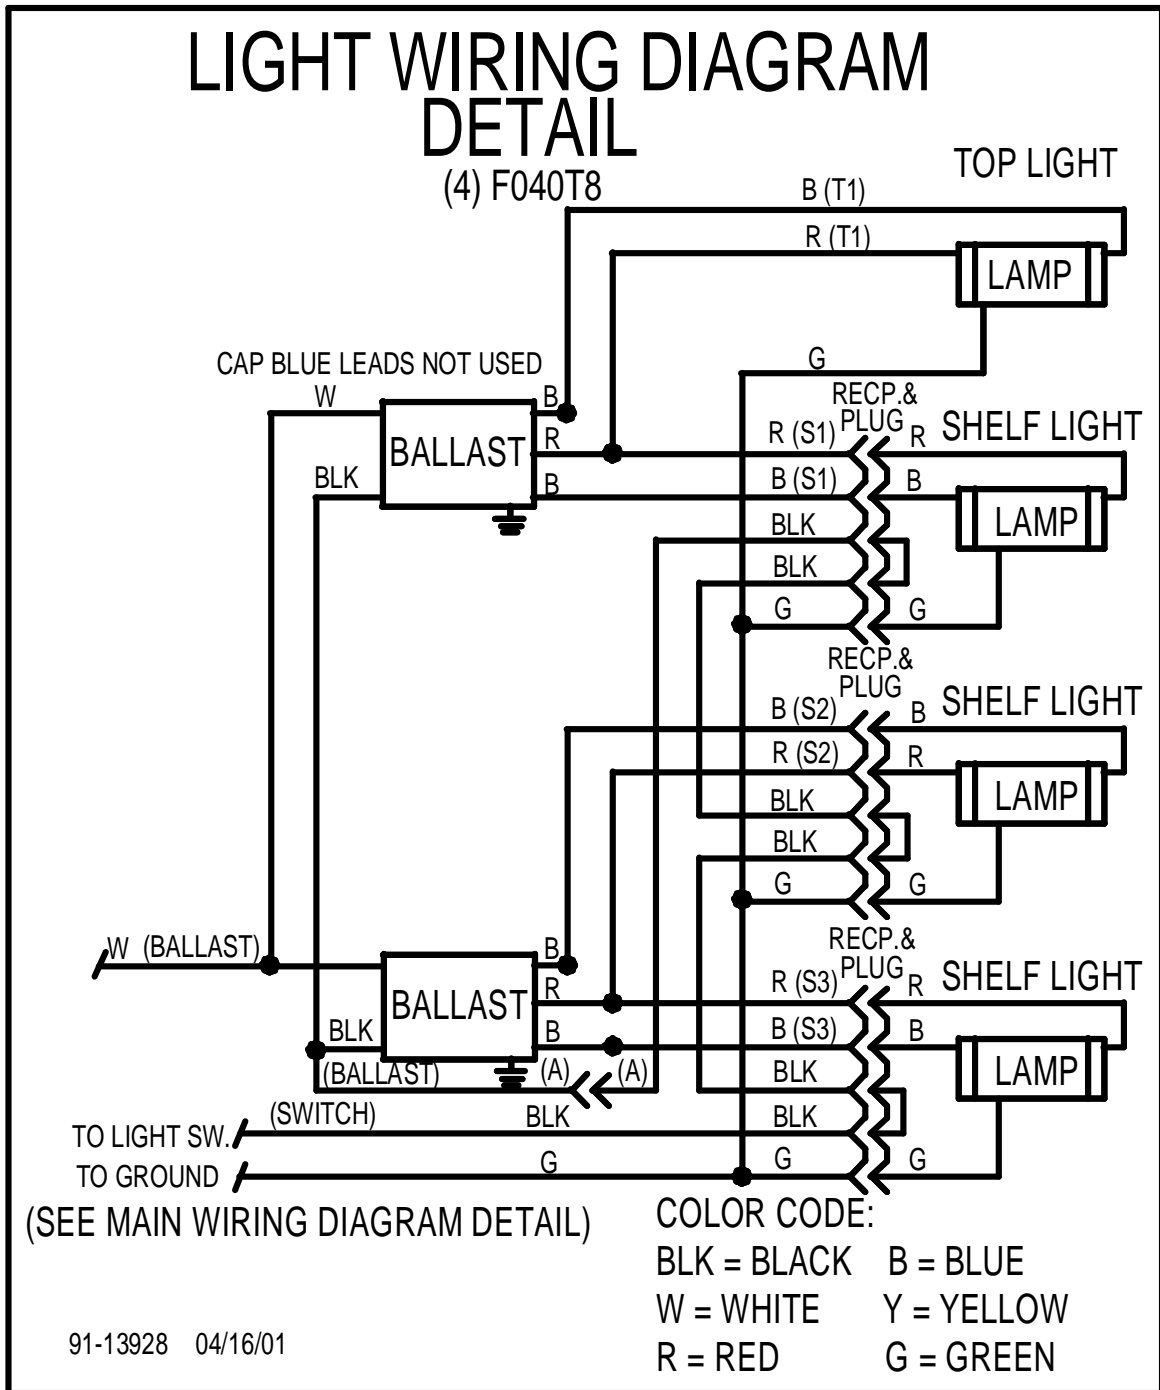 LIGHT WIRING DIAGRAM
DETAIL
(4) F040T8
TOP LIGHT
B (T1)
R (T1)
LAMP
G
CAP BLUE LEADS NOT USED
W
BALLAST
B
R
B
BLK
RECP.&
PLUG
SHELF LIGHT
R (S1)
R
B (S1)
B
LAMP
BLK
BLK
G
G
RECP.&
PLUG
SHELF LIGHT
B (S2)
B
R (S2)
R
LAMP
BLK
BLK
G
G
W (BALLAST)
BALLAST
B
R
B
BLK
(BALLAST)
(A)
(A)
RECP.&
PLUG
SHELF LIGHT
R (S3)
R
B (S3)
B
LAMP
BLK
(SWITCH)
BLK
BLK
TO LIGHT SW.
TO GROUND
G
G
G
(SEE MAIN WIRING DIAGRAM DETAIL)
COLOR CODE:
BLK = BLACK B = BLUE
W = WHITE Y = YELLOW
R = RED G = GREEN
91-13928 04/16/01